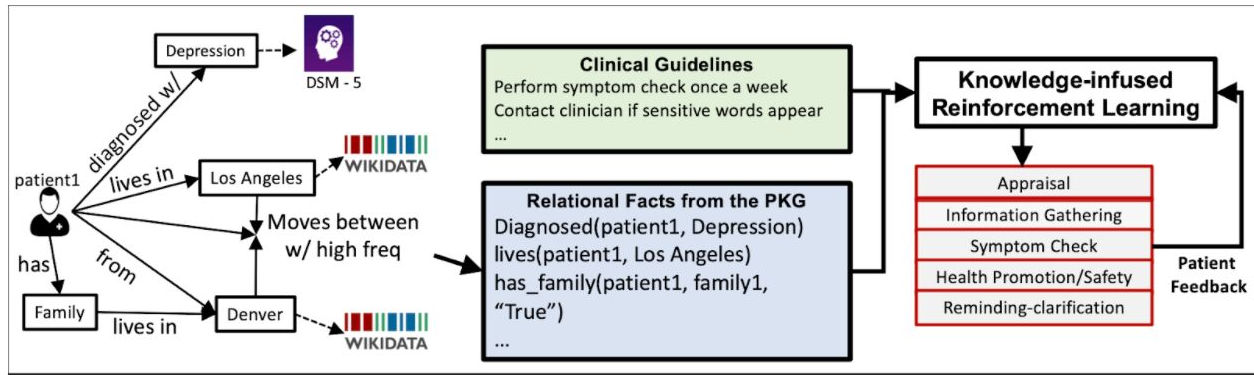 Depression
DSM - 5
diagnosed w/
patient1
lives in
Los Angeles
WIKIDATA
Moves between
w/ high freq
has
from
Family
lives in
Denver
WIKIDATA
Clinical Guidelines
Perform symptom check once a week
Contact clinician if sensitive words appear
...
Relational Facts from the PKG
Diagnosed(patient1, Depression)
lives(patient1, Los Angeles)
has_family(patient1, family1,
“True”)
...
Knowledge-infused
Reinforcement Learning
Appraisal
Information Gathering
Symptom Check
Health Promotion/Safety
Reminding-clarification
Patient
Feedback